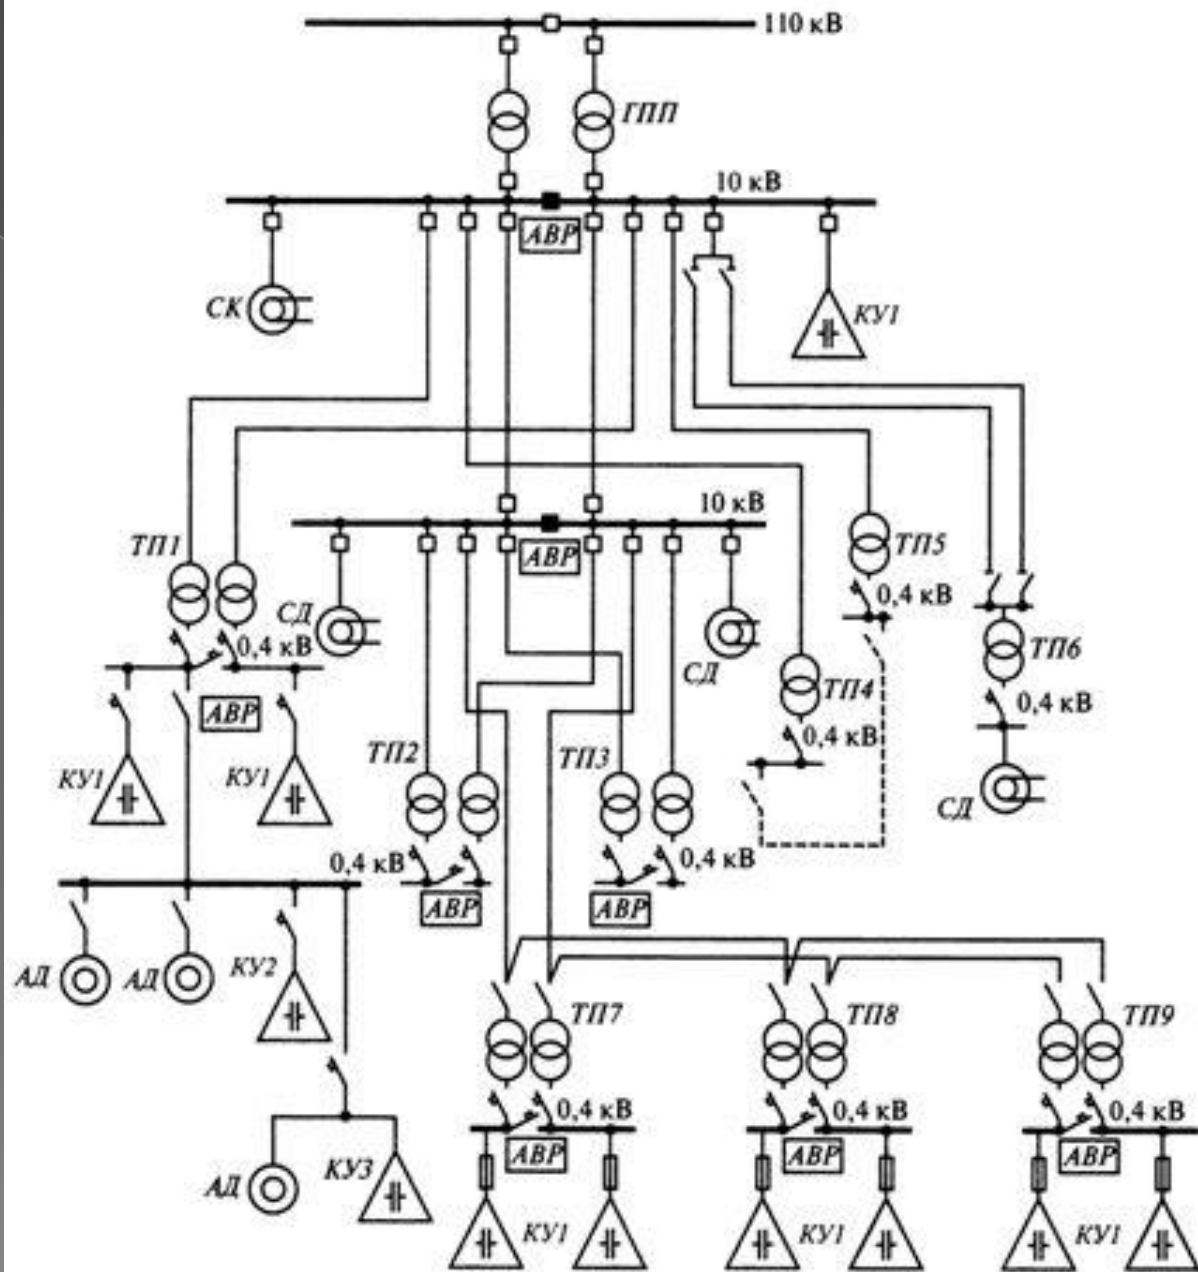 110 кВ
ГПП
10 кВ
АВР
СК
КУ1
10 кВ
ТП1
АВР
ТП5
СД
0,4 кВ
0,4 кВ
ТП6
СД
ТП4
АВР
0,4 кВ
0,4 кВ
КУ1
КУ1
ТП2
ТП3
СД
0,4 кВ
0,4 кВ
АВР
АВР
АД
АД
КУ2
ТП7
ТП8
ТП9
0,4 кВ
0,4 кВ
0,4 кВ
АВР
АВР
АВР
АД
КУ3
КУ1
КУ1
КУ1